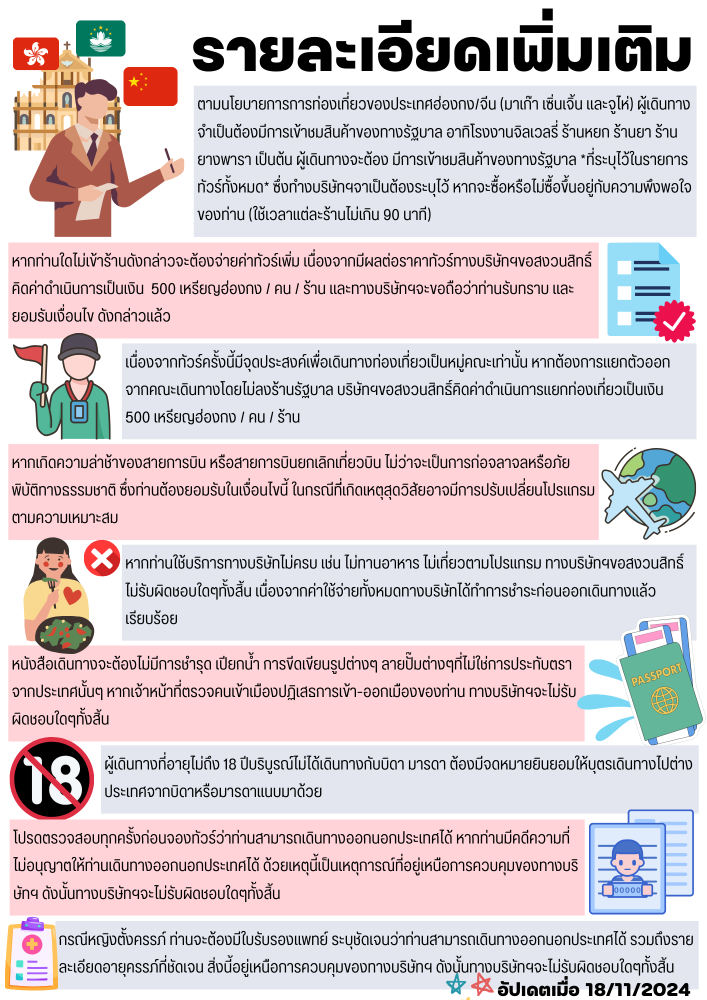 รายละเอียดเพิ่มเติม
ตามนโยบายการการท่องเที่ยวของประเทศฮ่องกง/จีน (มาเก๊า เซิ่นเจิ้น และจูไห่) ผู้เดินทาง
จำเป็นต้องมีการเข้าชมสินค้าของทางรัฐบาล อาทิโรงงานจิลเวลรี่ ร้านหยก ร้านยา ร้าน
ยางพารา เป็นต้น ผู้เดินทางจะต้อง มีการเข้าชมสินค้าของทางรัฐบาล *ที่ระบุไว้ในรายการ
ทัวร์ทั้งหมด* ซึ่งทำงบริษัทฯจาเป็นต้องระบุไว้ หากจะซื้อหรือไม่ซื้อขึ้นอยู่กับความพึงพอใจ
ของท่าน (ใช้เวลาแต่ละร้านไม่เกิน 90 นาที)
หากท่านใดไม่เข้าร้านดังกล่าวจะต้องจ่ายค่าทัวร์เพิ่ม เนื่องจากมีผลต่อราคาทัวร์ทางบริษัทฯขอสงวนสิทธิ์
คิดค่าดำเนินการเป็นเงิน 500 เหรียญฮ่องกง / คน / ร้าน และทางบริษัทฯจะขอถือว่าท่านรับทราบ และ
ยอมรับเงื่อนไข ดังกล่าวแล้ว
เนื่องจากทัวร์ครั้งนี้มีจุดประสงค์เพื่อเดินทางท่องเที่ยวเป็นหมู่คณะเท่านั้น หากต้องการแยกตัวออก
จากคณะเดินทางโดยไม่ลงร้านรัฐบาล บริษัทฯขอสงวนสิทธิ์คิดค่าดำเนินการแยกท่องเที่ยวเป็นเงิน
500 เหรียญฮ่องกง / คน / ร้าน
หากเกิดความล่าช้าของสายการบิน หรือสายการบินยกเลิกเที่ยวบิน ไม่ว่าจะเป็นการก่อจลาจลหรือภัย
พิบัติทางธรรมชาติ ซึ่งท่านต้องยอมรับในเงื่อนไขนี้ ในกรณีที่เกิดเหตุสุดวิสัยอาจมีการปรับเปลี่ยนโปรแกรม
ตามความเหมาะสม
หากท่านใช้บริการทางบริษัทไม่ครบ เช่น ไม่ทานอาหาร ไม่เที่ยวตามโปรแกรม ทางบริษัทฯขอสงวนสิทธิ์
ไม่รับผิดชอบใดๆทั้งสิ้น เนื่องจากค่าใช้จ่ายทั้งหมดทางบริษัทได้ทำการชำระก่อนออกเดินทางแล้ว
เรียบร้อย
หนังสือเดินทางจะต้องไม่มีการชำรุด เปียกน้ำ การขีดเขียนรูปต่างๆ ลายปั๊มต่างๆที่ไม่ใช่การประทับตรา
จากประเทศนั้นๆ หากเจ้าหน้าที่ตรวจคนเข้าเมืองปฏิเสธการเข้า-ออกเมืองของท่าน ทางบริษัทฯจะไม่รับ
ผิดชอบใดๆทั้งสิ้น
PASSPORT
18
ผู้เดินทางที่อายุไม่ถึง 18 ปีบริบูรณ์ไม่ได้เดินทางกับบิดา มารดา ต้องมีจดหมายยินยอมให้บุตรเดินทางไปต่าง
ประเทศจากบิดาหรือมารดาแนบมาด้วย
โปรดตรวจสอบทุกครั้งก่อนจองทัวร์ว่าท่านสามารถเดินทางออกนอกประเทศได้ หากท่านมีคดีความที่
ไม่อนุญาตให้ท่านเดินทางออกนอกประเทศได้ ด้วยเหตุนี้เป็นเหตุการณ์ที่อยู่เหนือการควบคุมของทางบริ
ษัทฯ ดังนั้นทางบริษัทฯจะไม่รับผิดชอบใดๆทั้งสิ้น
00000
กรณีหญิงตั้งครรภ์ ท่านจะต้องมีใบรับรองแพทย์ ระบุชัดเจนว่าท่านสามารถเดินทางออกนอกประเทศได้ รวมถึงราย
ละเอียดอายุครรภ์ที่ชัดเจน สิ่งนี้อยู่เหนือการควบคุมของทางบริษัทฯ ดังนั้นทางบริษัทฯจะไม่รับผิดชอบใดๆทั้งสิ้น
อัปเดตเมื่อ 18/11/2024